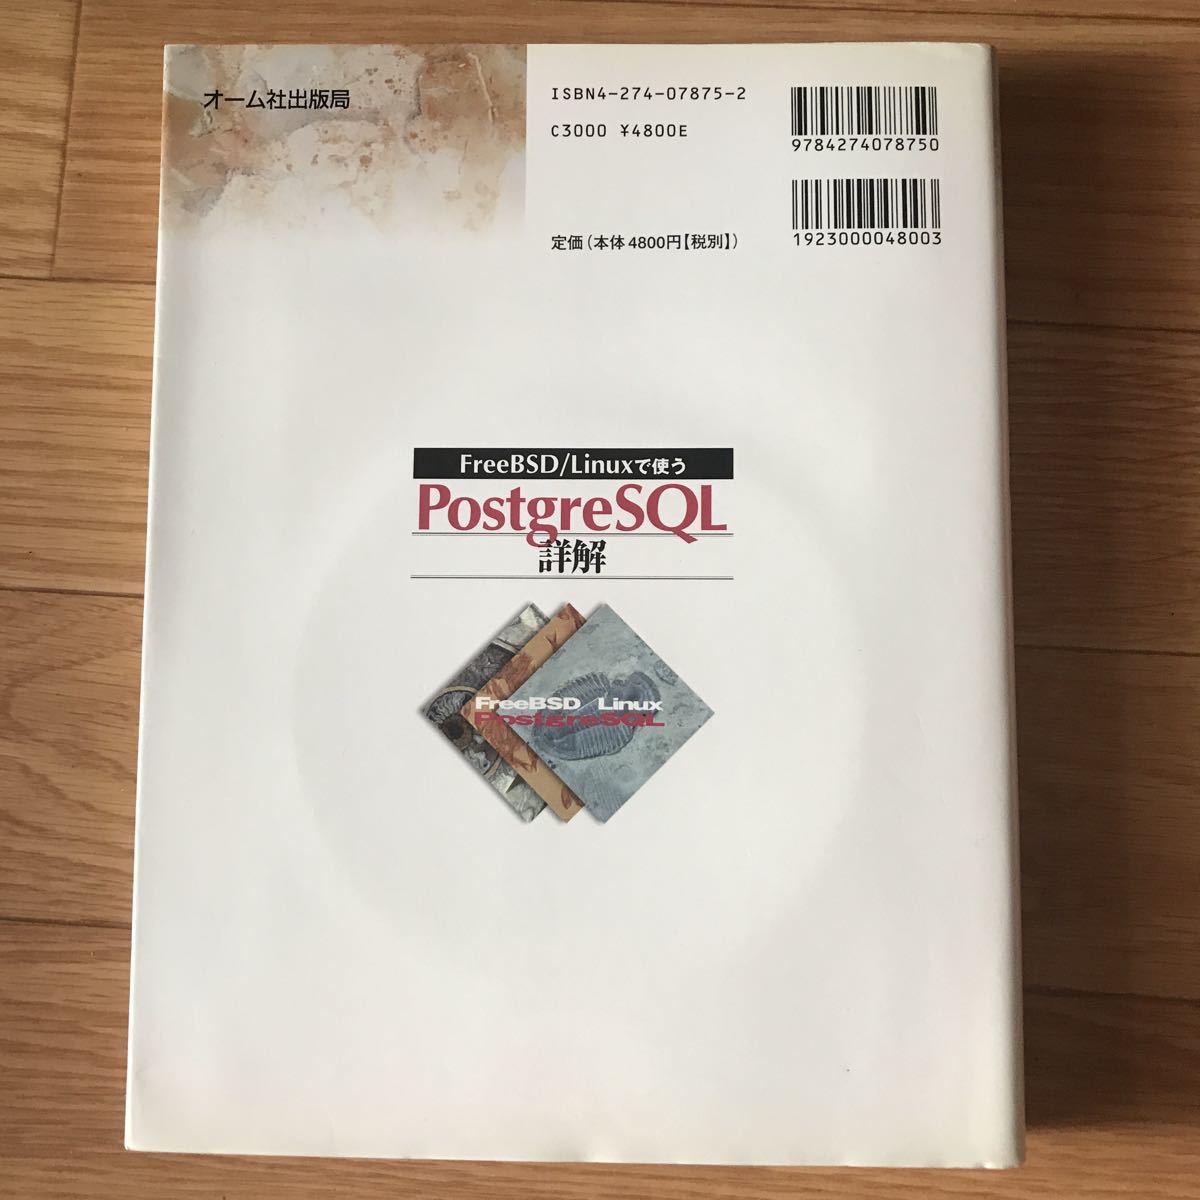 オーム社出版局
ISBN4-274-07875-2
C3000 ¥4800E
定価(本体4800円【税別】)
9784274078750
1923000048003
FreeBSD/Linuxで使う
PostgreSQL
詳解
FreeBSD Linux
PostgreSQL